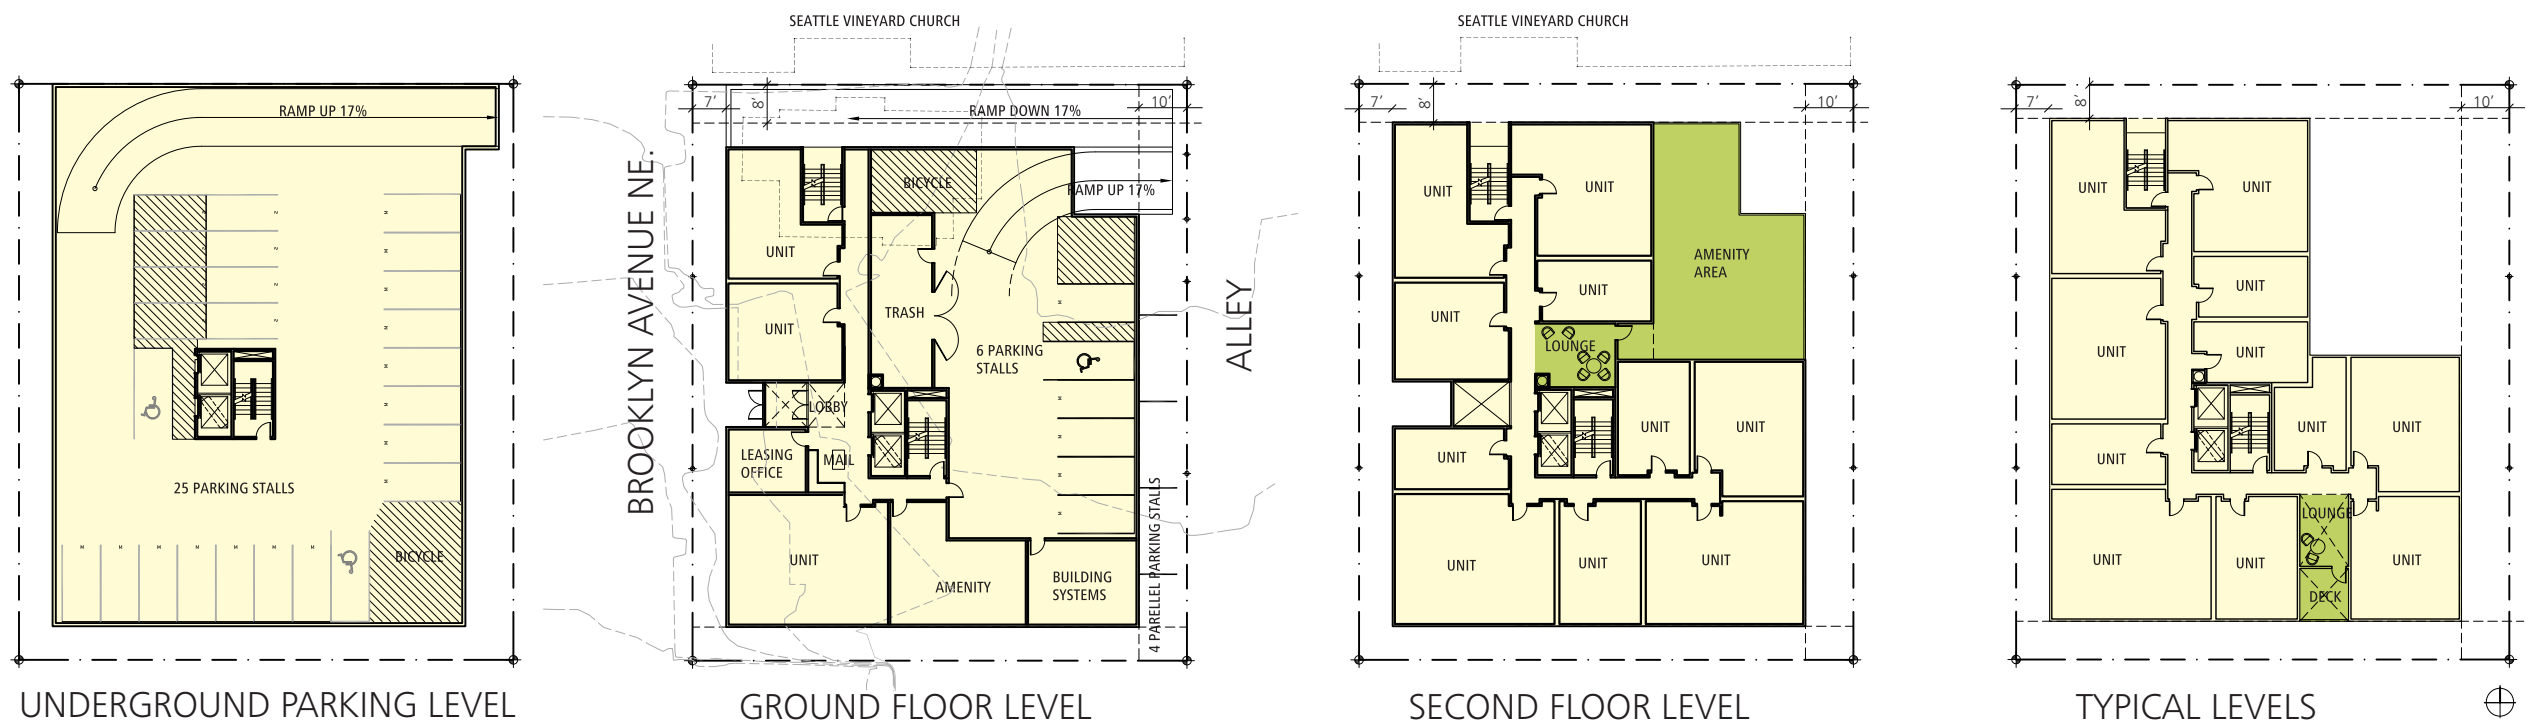 RAMP UP 17%
25 PARKING STALLS
BICYCLE
UNDERGROUND PARKING LEVEL
SEATTLE VINEYARD CHURCH
7'
8'
10'
RAMP DOWN 17%
RAMP UP 17%
BICYCLE
BROOKLYN AVENUE NE.
UNIT
UNIT
TRASH
6 PARKING
STALLS
ALLEY
LOBBY
LEASING
OFFICE
MAIL
UNIT
AMENITY
BUILDING
SYSTEMS
4 PARELLEL PARKING STALLS
GROUND FLOOR LEVEL
SEATTLE VINEYARD CHURCH
7'
8'
10'
UNIT
UNIT
AMENITY
AREA
UNIT
UNIT
LOUNGE
UNIT
UNIT
UNIT
UNIT
UNIT
UNIT
SECOND FLOOR LEVEL
7'
8'
10'
UNIT
UNIT
UNIT
UNIT
UNIT
UNIT
UNIT
UNIT
LOUNGE
UNIT
UNIT
UNIT
DECK
TYPICAL LEVELS